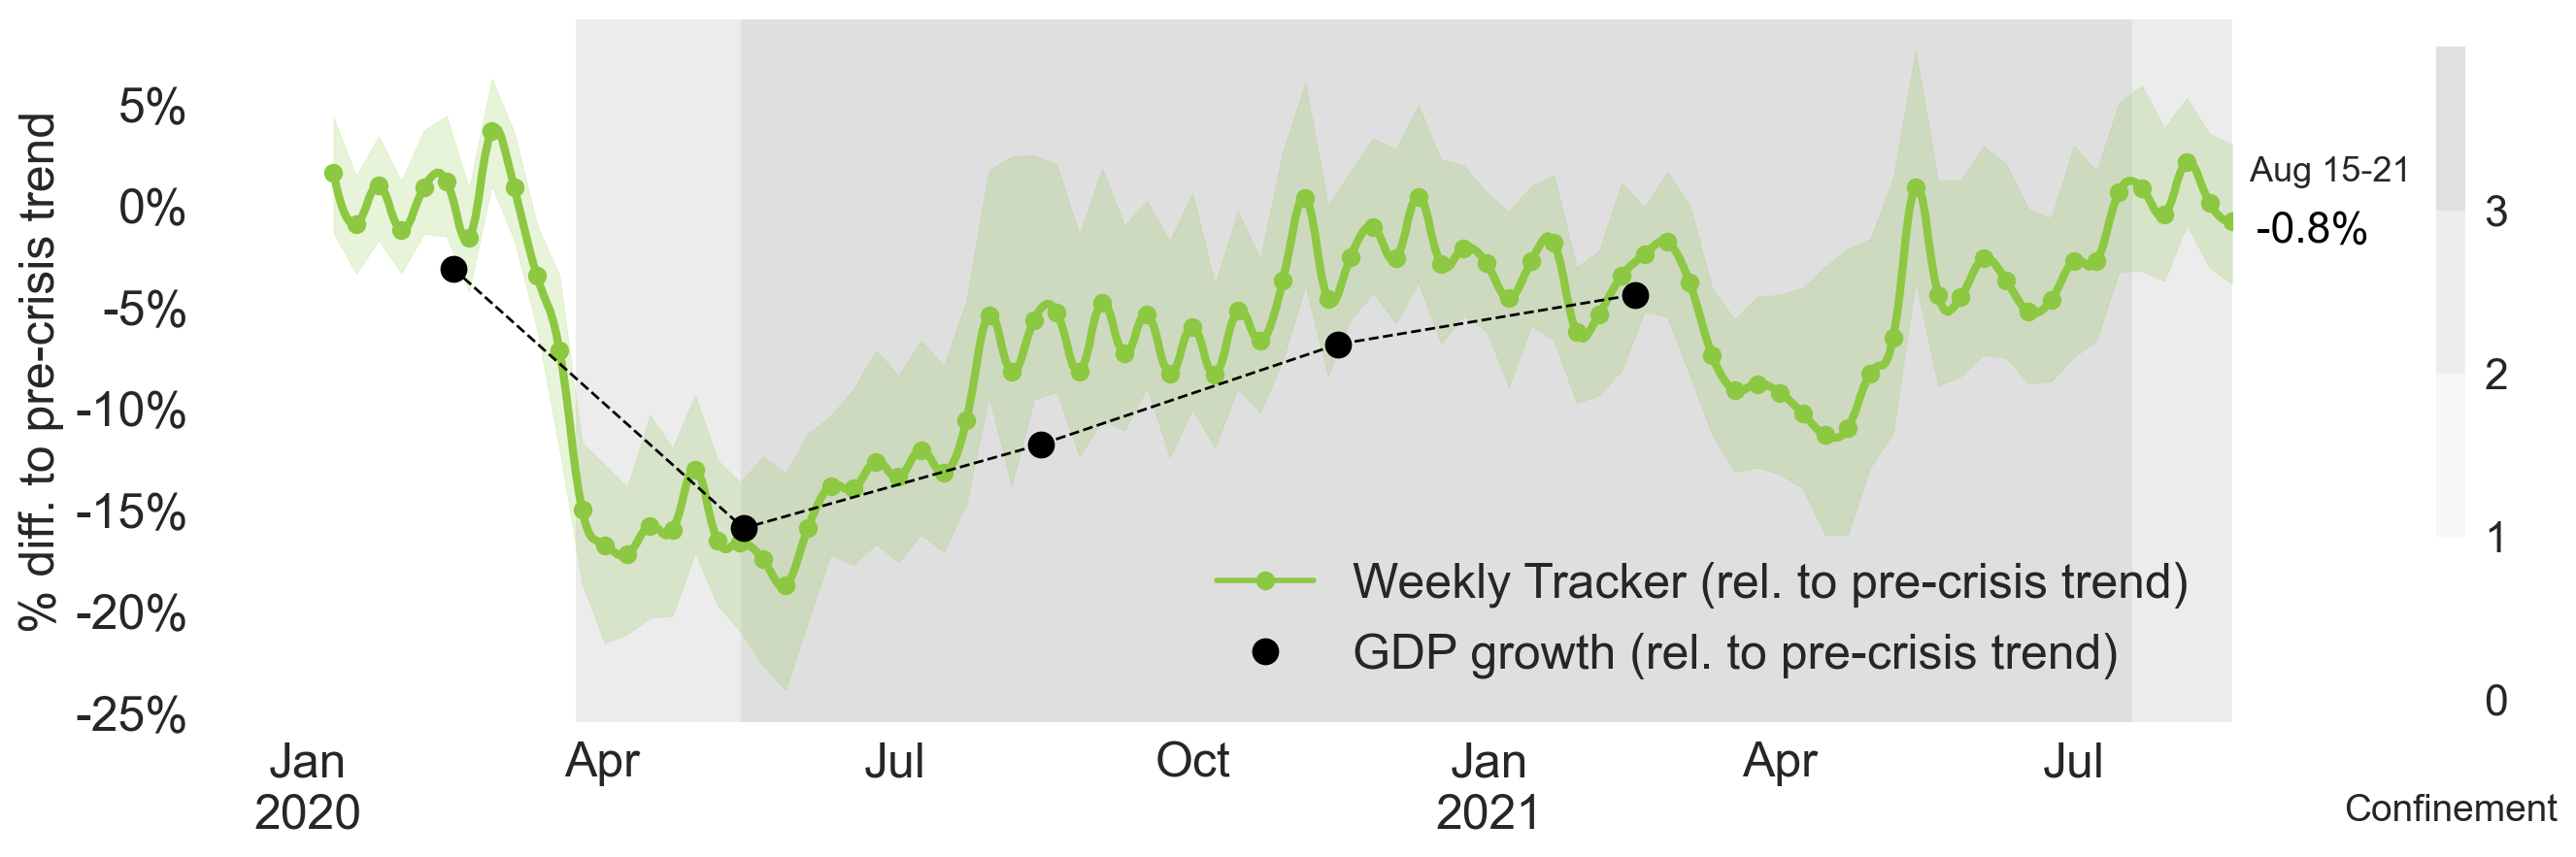 % diff. to pre-crisis trend
5%
0%
-5%
-10%
-15%
-20%
-25%
Jan
2020
Apr
Jul
Oct
Jan
2021
Apr
Jul
Weekly Tracker (rel. to pre-crisis trend)
GDP growth (rel. to pre-crisis trend)
Aug 15-21
-0.8%
3
2
1
0
Confinement